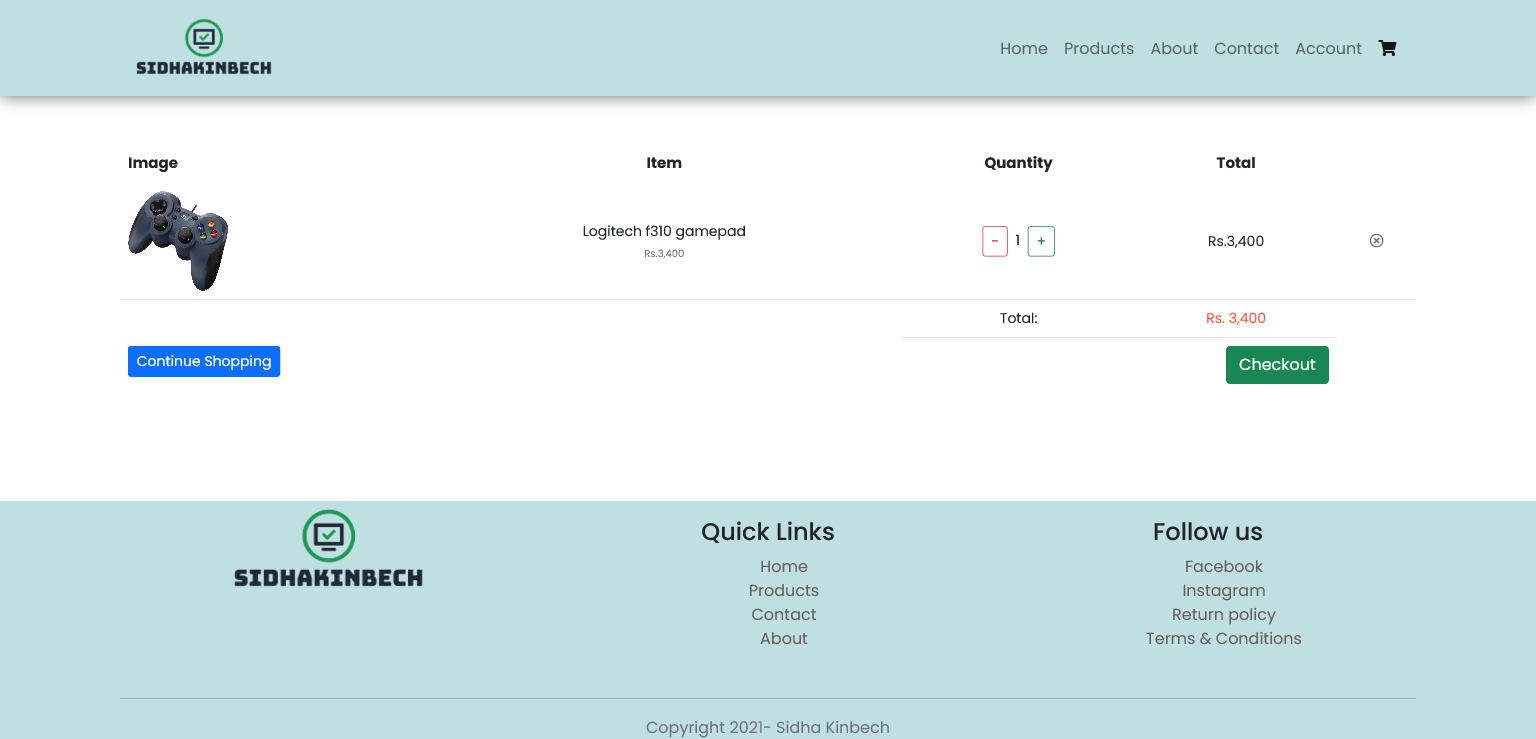 SIDHAKINBECH
Home Products About Contact Account
Image Item Quantity Total
Logitech f310 gamepad
Rs.3,400
- 1 + Rs.3,400
Total: Rs. 3,400
Continue Shopping
Checkout
SIDHAKINBECH
Quick Links
Home
Products
Contact
About
Follow us
Facebook
Instagram
Return policy
Terms & Conditions
Copyright 2021- Sidha Kinbech